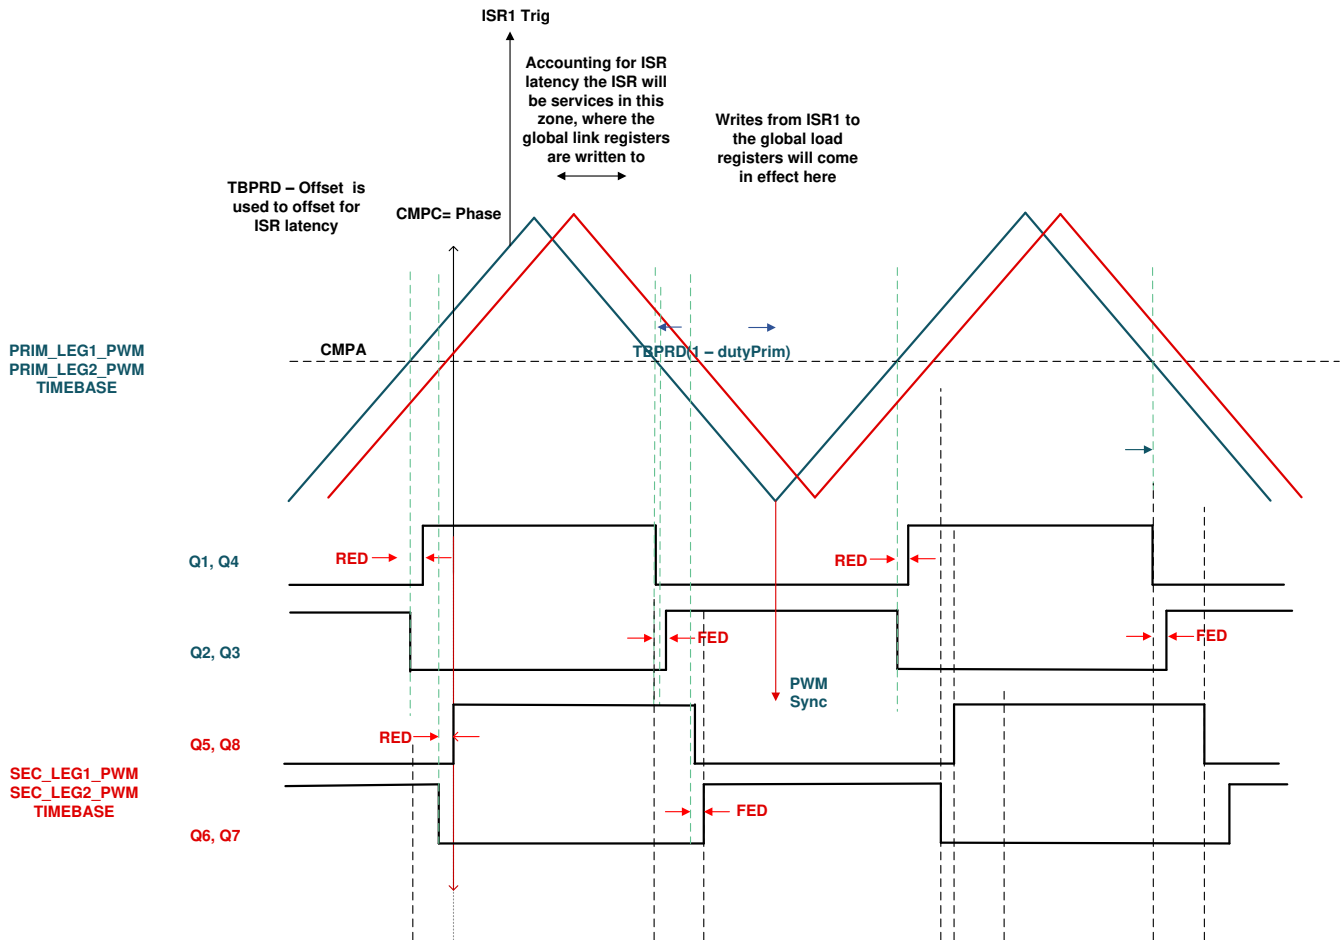 ISR1 Trig
Accounting for ISR
latency the ISR will
be services in this
zone, where the
global link registers
are written to
Writes from ISR1 to
the global load
registers will come
in effect here
TBPRD – Offset is
used to offset for
ISR latency
CMPC= Phase
PRIM_LEG1_PWM
PRIM_LEG2_PWM
TIMEBASE
CMPA
TBPRD(1 – dutyPrim)
Q1, Q4
RED
RED
Q2, Q3
FED
FED
PWM
Sync
Q5, Q8
RED
SEC_LEG1_PWM
SEC_LEG2_PWM
TIMEBASE
Q6, Q7
FED